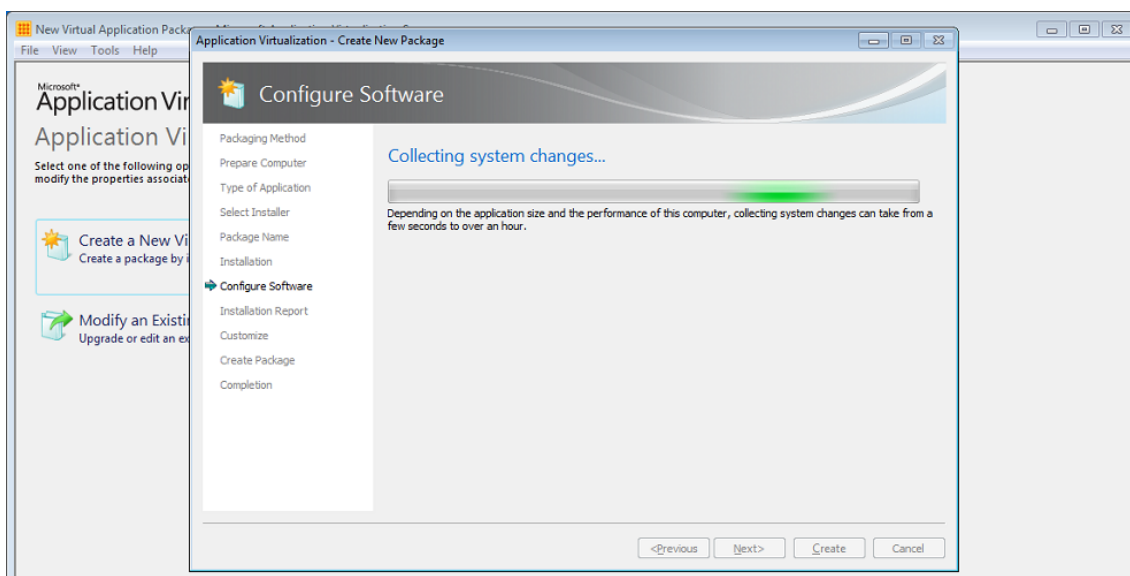 New Virtual Application Packa
File View Tools Help
Microsoft®
Application Vir
Application Vi
Select one of the following op
modify the properties associat
Create a New Vi
Create a package by i
Modify an Existi
Upgrade or edit an ex
Application Virtualization - Create New Package
Configure Software
Packaging Method
Prepare Computer
Type of Application
Select Installer
Package Name
Installation
Configure Software
Installation Report
Customize
Create Package
Completion
Collecting system changes...
Depending on the application size and the performance of this computer, collecting system changes can take from a
few seconds to over an hour.
<Previous
Next>
Create
Cancel